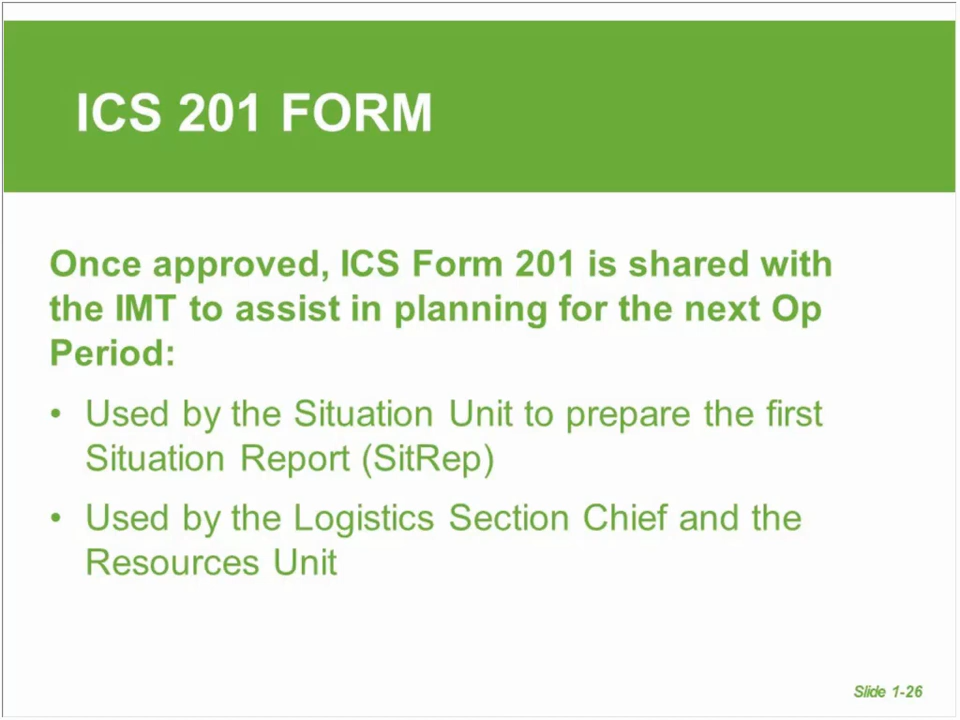 ICS 201 FORM
Once approved, ICS Form 201 is shared with
the IMT to assist in planning for the next Op
Period:
• Used by the Situation Unit to prepare the first
Situation Report (SitRep)
• Used by the Logistics Section Chief and the
Resources Unit
Slide 1-26